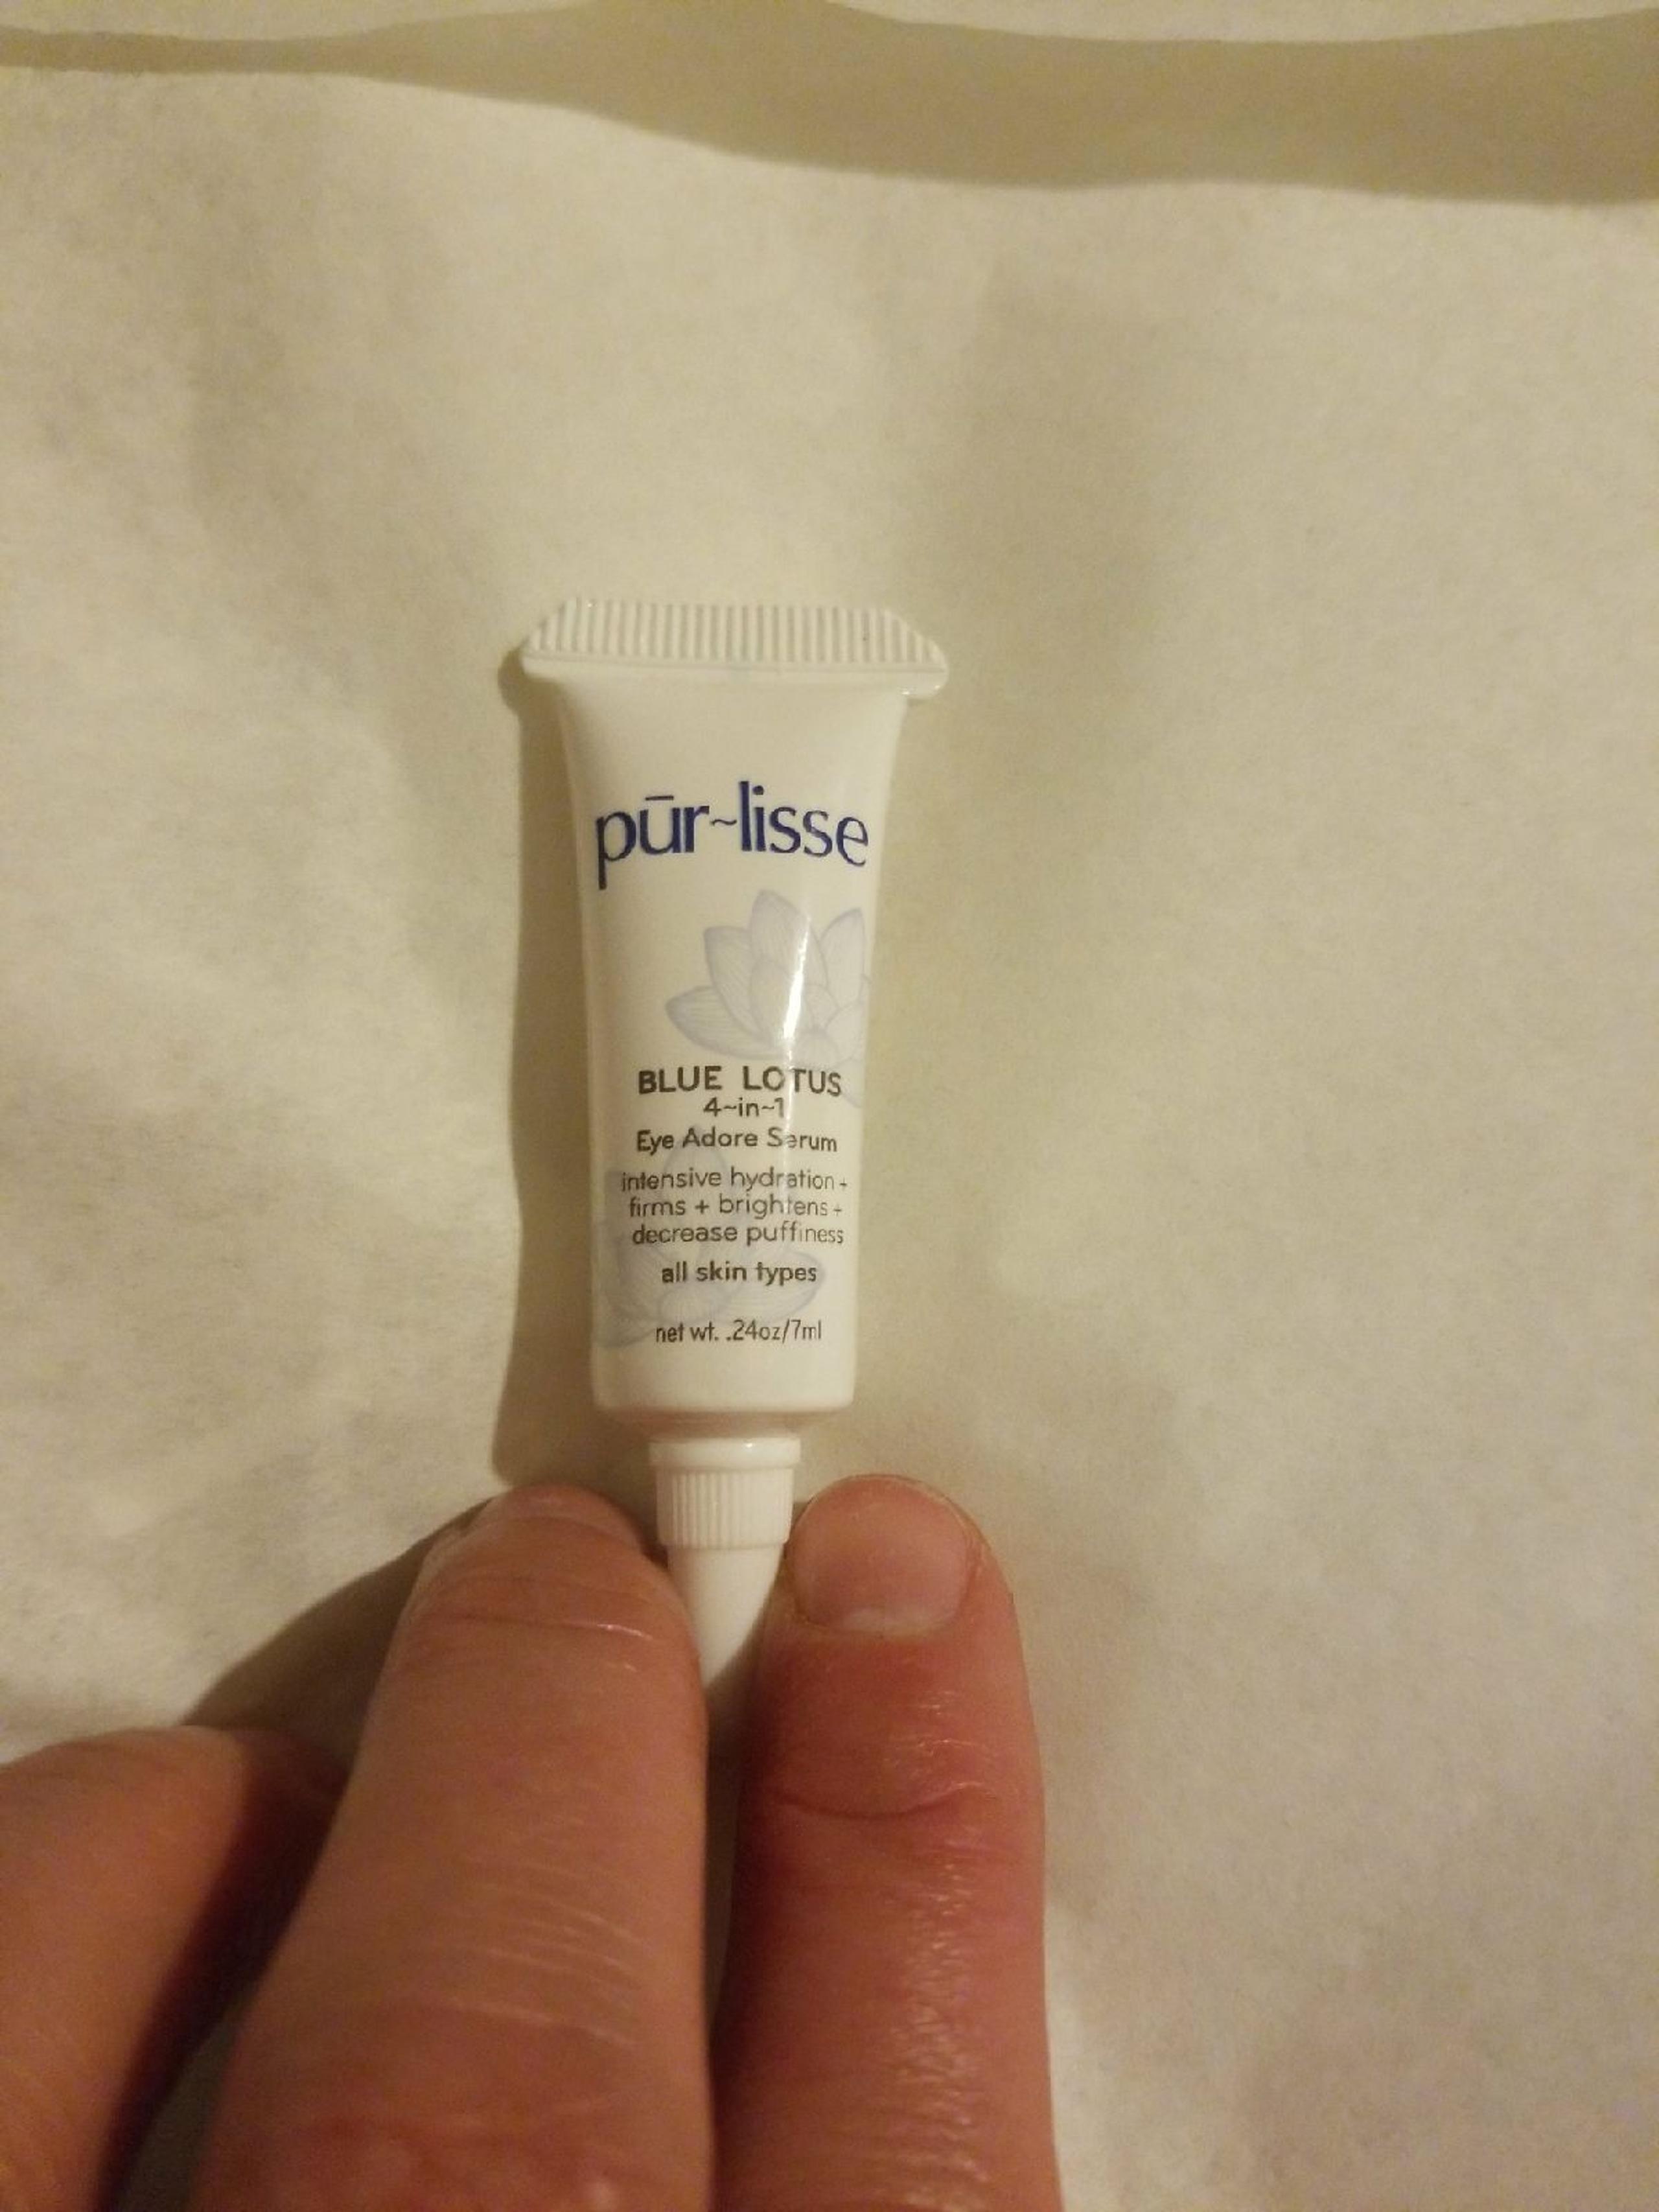 pūr~lisse
BLUE LOTUS
4~in~1
Eye Adore Serum
intensive hydration +
firms + brightens +
decrease puffiness
all skin types
net wt. .24oz/7ml